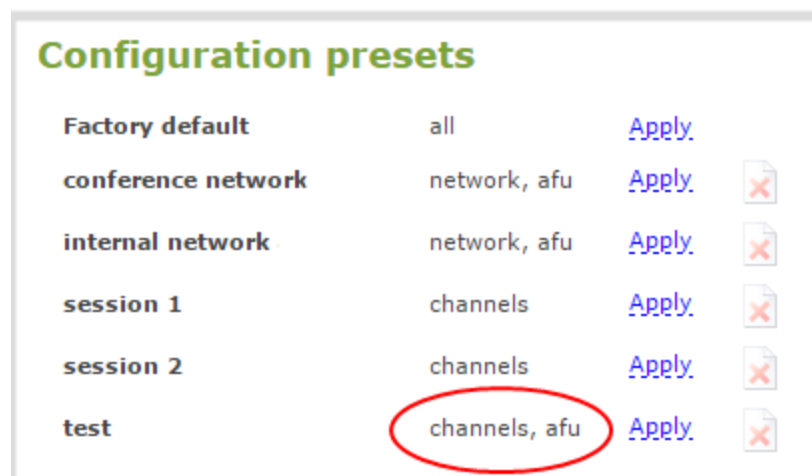 Configuration presets
Factory default all Apply
conference network network, afu Apply
internal network network, afu Apply
session 1 channels Apply
session 2 channels Apply
test channels, afu Apply